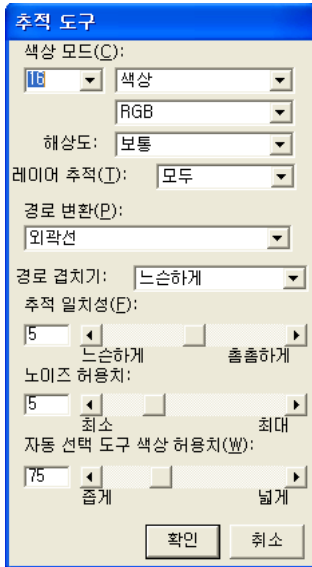 추적 도구
색상 모드(C):
16 색상
RGB
해상도: 보통
레이어 추적(T): 모두
경로 변환(P):
외곽선
경로 겹치기: 느슨하게
추적 일치성(F):
5
느슨하게 촘촘하게
노이즈 허용치:
5
최소 최대
자동 선택 도구 색상 허용치(W):
75
좁게 넓게
확인 취소